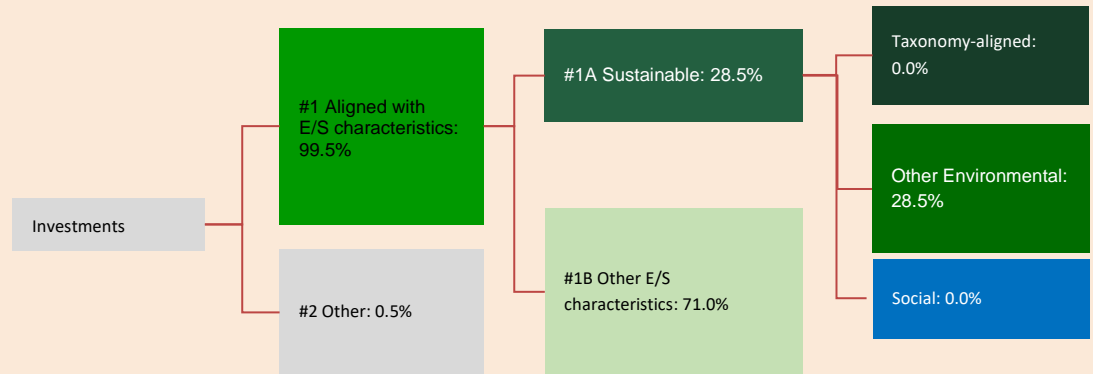 Investments
#1 Aligned with
E/S characteristics:
99.5%
#2 Other: 0.5%
#1A Sustainable: 28.5%
#1B Other E/S
characteristics: 71.0%
Taxonomy-aligned:
0.0%
Other Environmental:
28.5%
Social: 0.0%